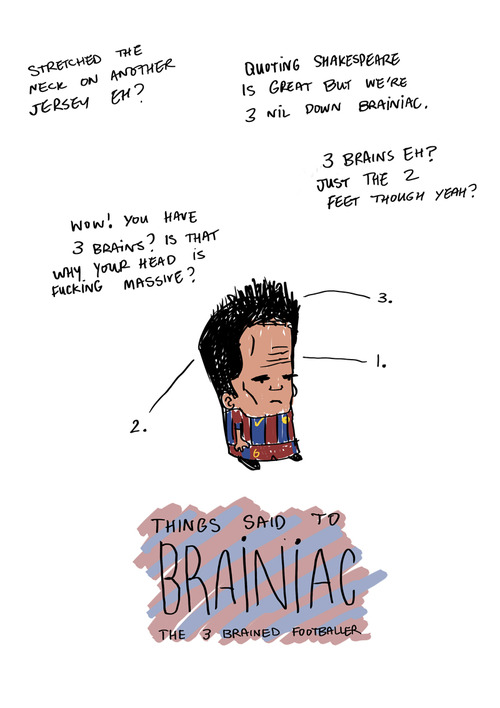 STRETCHED THE
NECK ON ANOTHER
JERSEY EH?
QUOTING SHAKESPEARE
IS GREAT BUT WE'RE
3 NIL DOWN BRAINIAC.
3 BRAINS EH?
JUST THE 2
FEET THOUGH YEAH?
WOW! YOU HAVE
3 BRAINS? IS THAT
WHY YOUR HEAD IS
FUCKING MASSIVE?
3.
1.
2.
6
THINGS SAID TO
BRAINIAC
THE 3 BRAINED FOOTBALLER